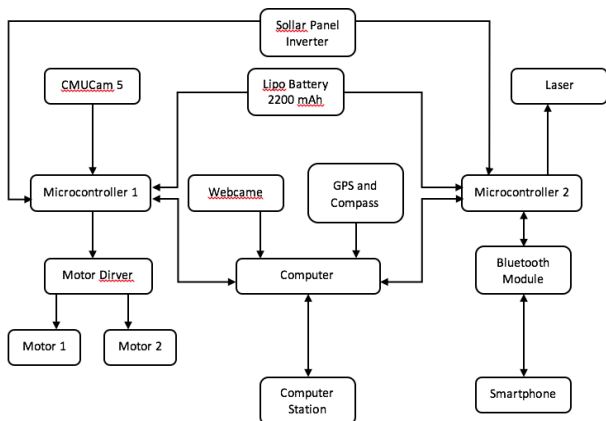 Sollar Panel
Inverter
CMUCam 5
Lipo Battery
2200 mAh
Laser
Microcontroller 1
Webcame
GPS and
Compass
Microcontroller 2
Motor Dirver
Computer
Bluetooth
Module
Motor 1
Motor 2
Computer
Station
Smartphone